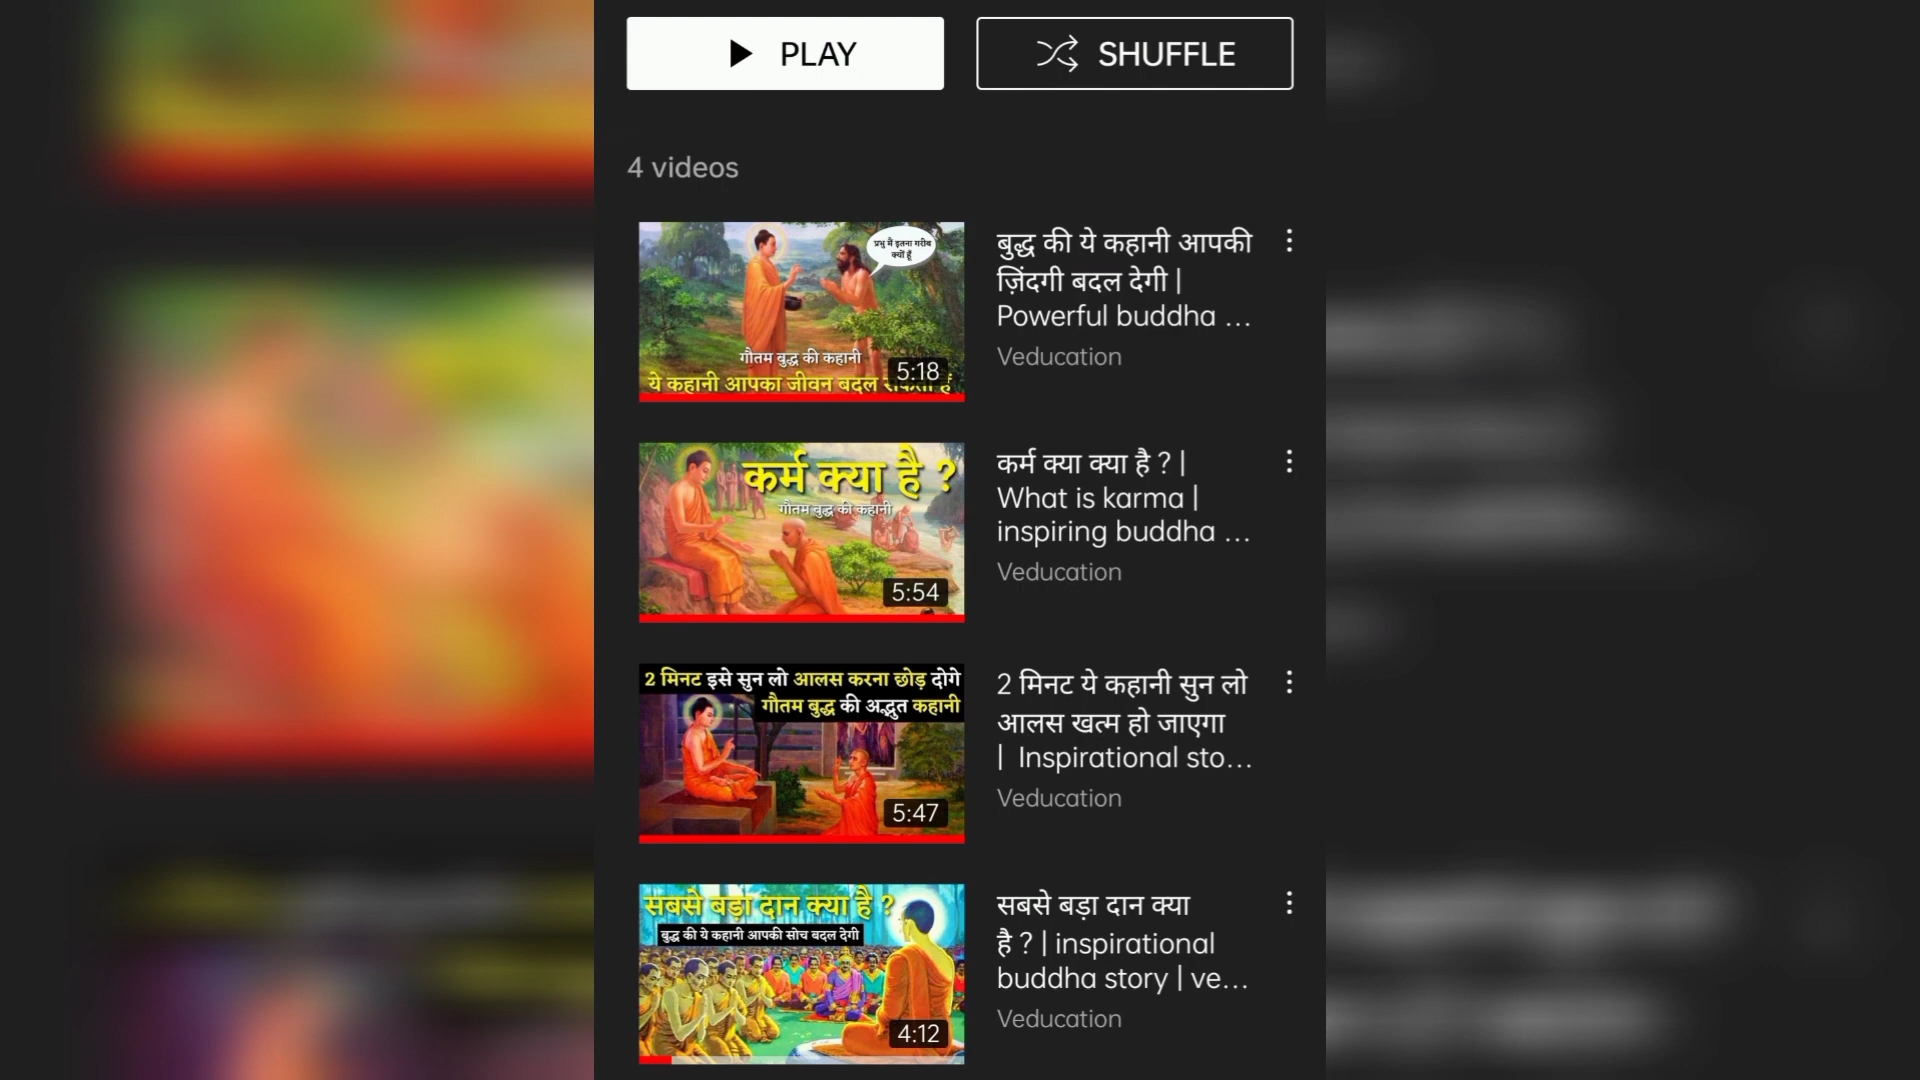 PLAY
SHUFFLE
4 videos
प्रभु मैं इतना गरीब
क्यों हूँ
गौतम बुद्ध की कहानी
ये कहानी आपका जीवन बदल सकती है
5:18
बुद्ध की ये कहानी आपकी
ज़िंदगी बदल देगी |
Powerful buddha ...
Veducation
कर्म क्या है ?
गौतम बुद्ध की कहानी
5:54
कर्म क्या क्या है ? |
What is karma |
inspiring buddha ...
Veducation
2 मिनट इसे सुन लो आलस करना छोड़ दोगे
गौतम बुद्ध की अद्भुत कहानी
5:47
2 मिनट ये कहानी सुन लो
आलस खत्म हो जाएगा
| Inspirational sto...
Veducation
सबसे बड़ा दान क्या है ?
बुद्ध की ये कहानी आपकी सोच बदल देगी
4:12
सबसे बड़ा दान क्या
है ? | inspirational
buddha story | ve...
Veducation